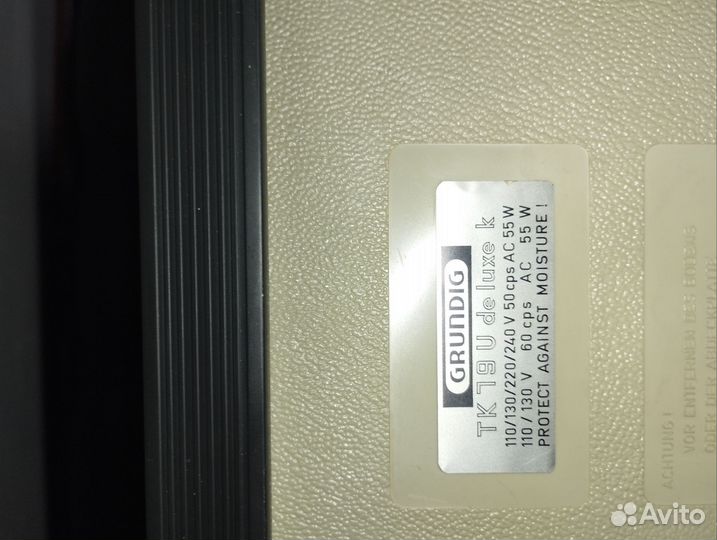 GRUNDIG
TK 19 U de luxe k
110/130/220/240 V 50 cps AC 55 W
110 / 130 V 60 cps AC 55 W
PROTECT AGAINST MOISTURE !
ACHTUNG !
VOR ENTFERNEN DES BODENS
ODER DER ABDECKPLATTE
Avito